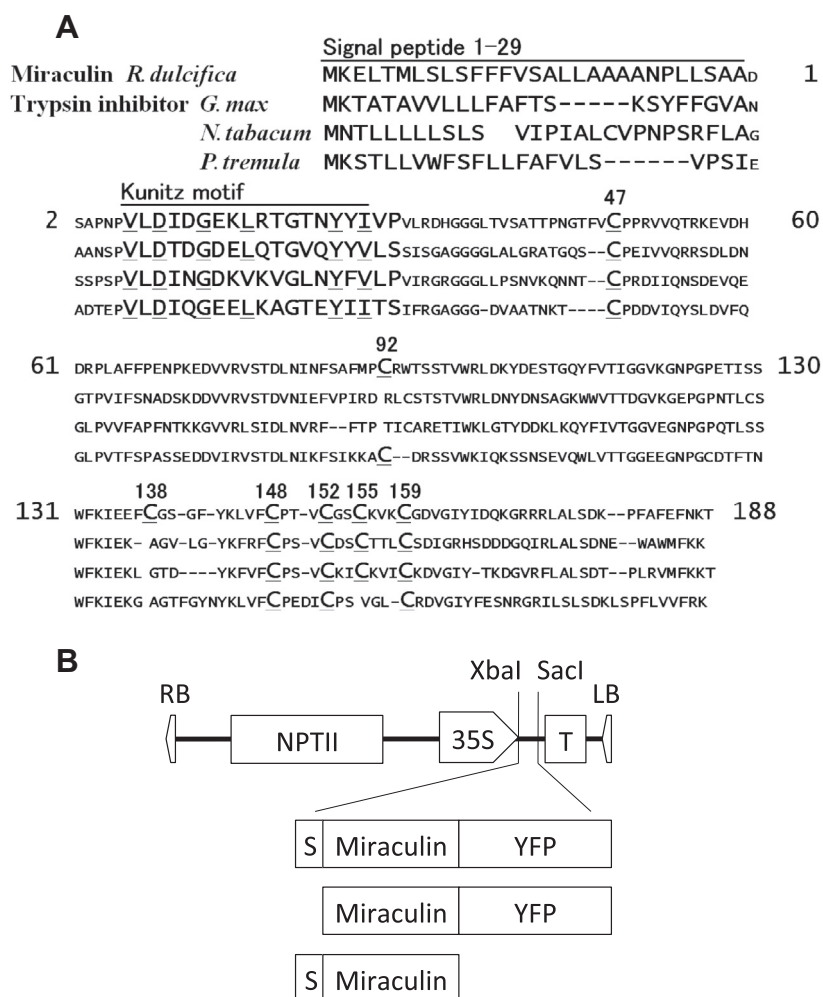 A
Signal peptide 1-29
Miraculin R. dulcifica MKELTMLSLSFFFVSALLAAAANPLLSAAD 1
Trypsin inhibitor G. max MKTATAVVLLLFAFTS-----KSYFFGVAN
N. tabacum MNTLLLLLSLS VIPIALCVPNPSRFLAG
P. tremula MKSTLLVWFSFLLFAFVLS------VPSIE
Kunitz motif 47
2 SAPNPVLDIDGEKLRTGTNYYIVPVLRDHGGGLTVSATTPNGTFVCPPRVVQTRKEVDH 60
AANSPVLDTDGDELQTGVQYYVLSSISGAGGGGLALGRATGQS--CPEIVVQRRSDLDN
SSPSPVLDINGDKVKVGLNYFVLPVIRGRGGGLLPSNVKQNNT--CPRDIIQNSDEVQE
ADTEPVLDIQGEELKAGTEYIITSIFRGAGGG-DVAATNKT----CPDDVIQYSLDVFQ
92
61 DRPLAFFPENPKEDVVRVSTDLNINFSAFMPCRWTSSTVWRLDKYDESTGQYFVTIGGVKGNPGPETISS 130
GTPVIFSNADSKDDVVRVSTDVNIEFVPIRD RLCSTSTVWRLDNYDNSAGKWWVTTDGVKGEPGPNTLCS
GLPVVFAPFNTKKGVVRLSIDLNVRF--FTP TICARETIWKLGTYDDKLKQYFIVTGGVEGNPGPQTLSS
GLPVTFSPASSEDDVIRVSTDLNIKFSIKKAC--DRSSVWKIQKSSNSEVQWLVTTGGEEGNPGCDTFTN
138 148 152 155 159
131 WFKIEEFCGS-GF-YKLVFCPT-VCGSCKVKCGDVGIYIDQKGRRRLALSDK--PFAFEFNKT 188
WFKIEK- AGV-LG-YKFRFCPS-VCDSCTTLCSDIGRHSDDDGQIRLALSDNE--WAWMFKK
WFKIEKL GTD----YKFVFCPS-VCKICKVICKDVGIY-TKDGVRFLALSDT--PLRVMFKKT
WFKIEKG AGTFGYNYKLVFCPEDICPS VGL-CRDVGIYFESNRGRILSLSDKLSPFLVVFRK
B
XbaI SacI
RB LB
NPTII 35S T
S Miraculin YFP
Miraculin YFP
S Miraculin